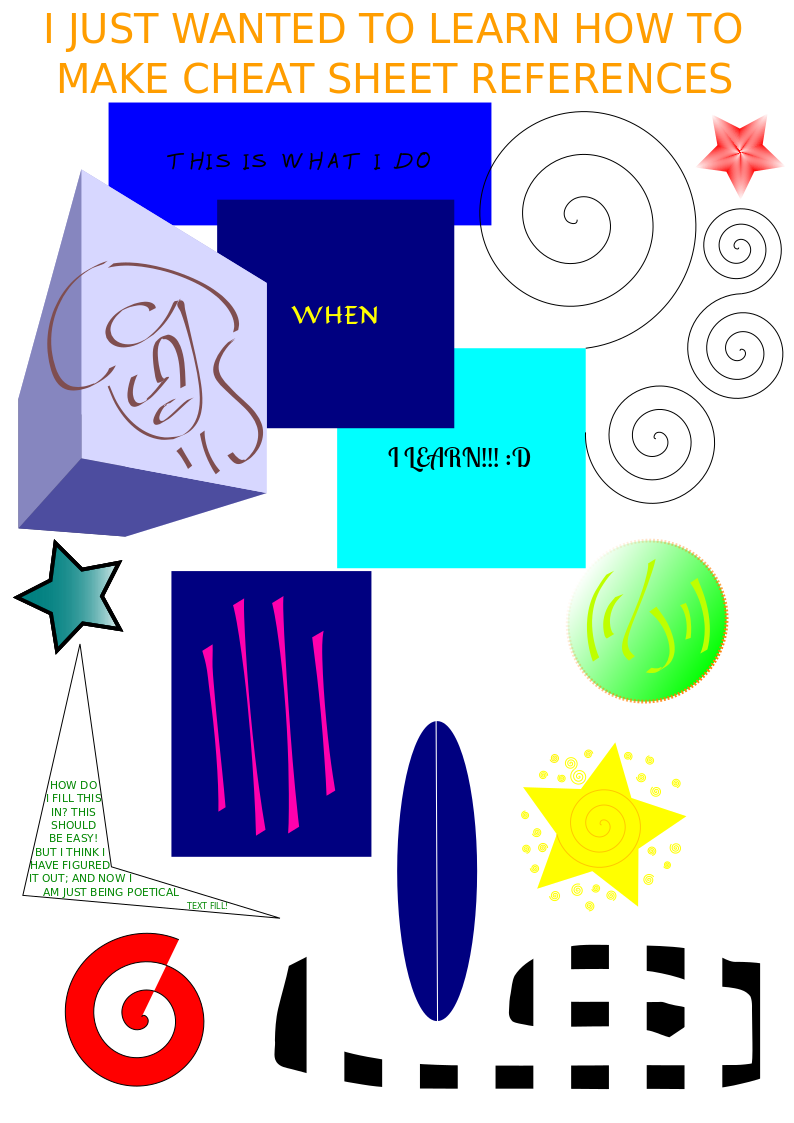 I JUST WANTED TO LEARN HOW TO
MAKE CHEAT SHEET REFERENCES
THIS IS WHAT I DO
WHEN
I LEARN!!! :D
HOW DO
I FILL THIS
IN? THIS
SHOULD
BE EASY!
BUT I THINK I
HAVE FIGURED
IT OUT; AND NOW I
AM JUST BEING POETICAL
TEXT FILL!